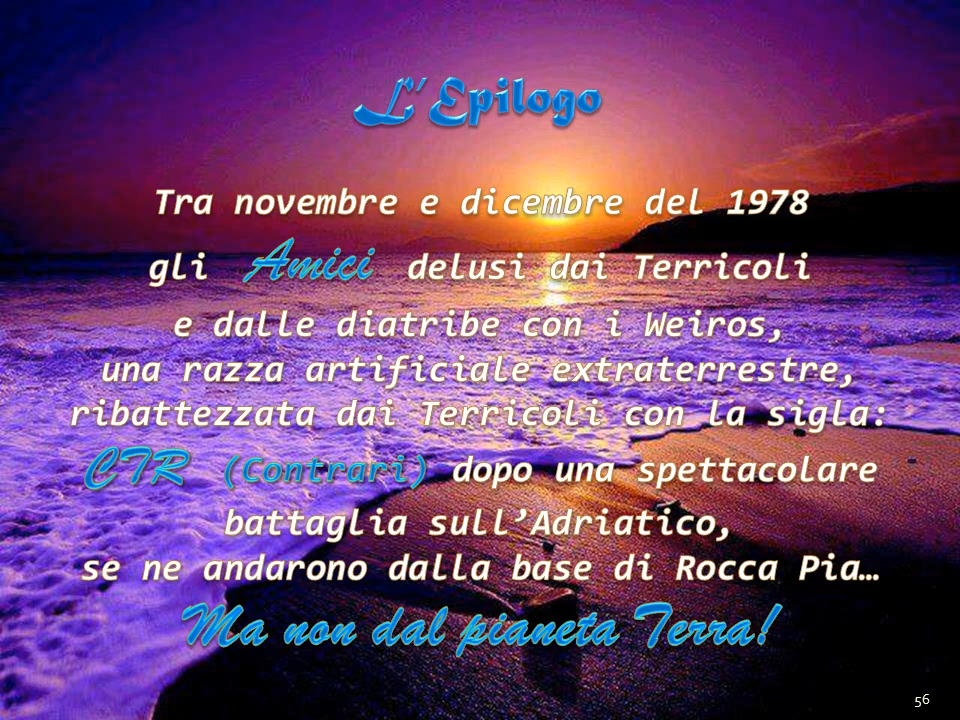 L’Epilogo
Tra novembre e dicembre del 1978
gli Amici delusi dai Terricoli
e dalle diatribe con i Weiros,
una razza artificiale extraterrestre,
ribattezzata dai Terricoli con la sigla:
CTR (Contrari) dopo una spettacolare
battaglia sull’Adriatico,
se ne andarono dalla base di Rocca Pia…
Ma non dal pianeta Terra!
56